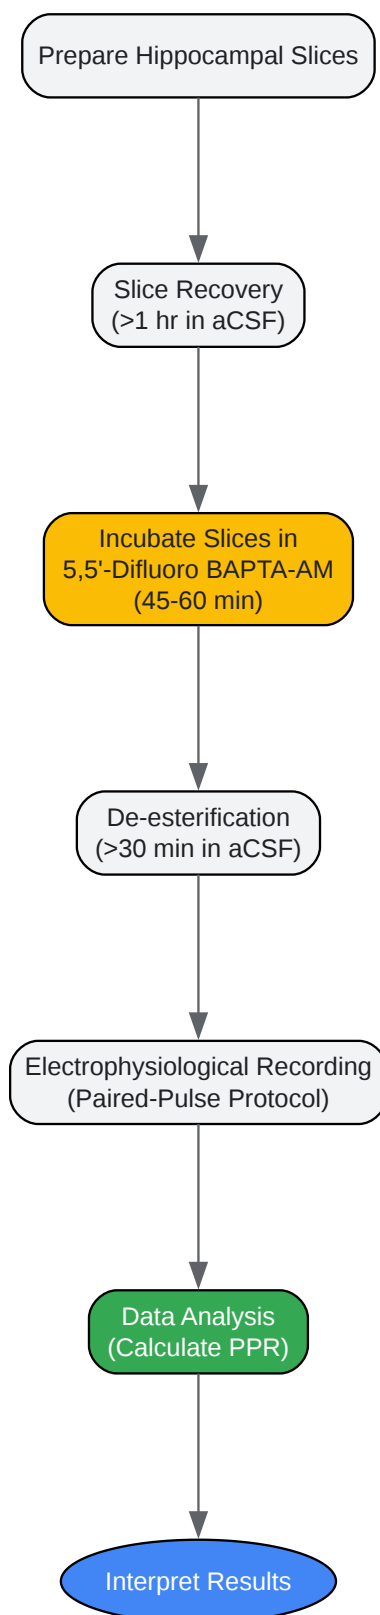 Prepare Hippocampal Slices
Slice Recovery
(>1 hr in aCSF)
Incubate Slices in
5,5'-Difluoro BAPTA-AM
(45-60 min)
De-esterification
(>30 min in aCSF)
Electrophysiological Recording
(Paired-Pulse Protocol)
Data Analysis
(Calculate PPR)
Interpret Results